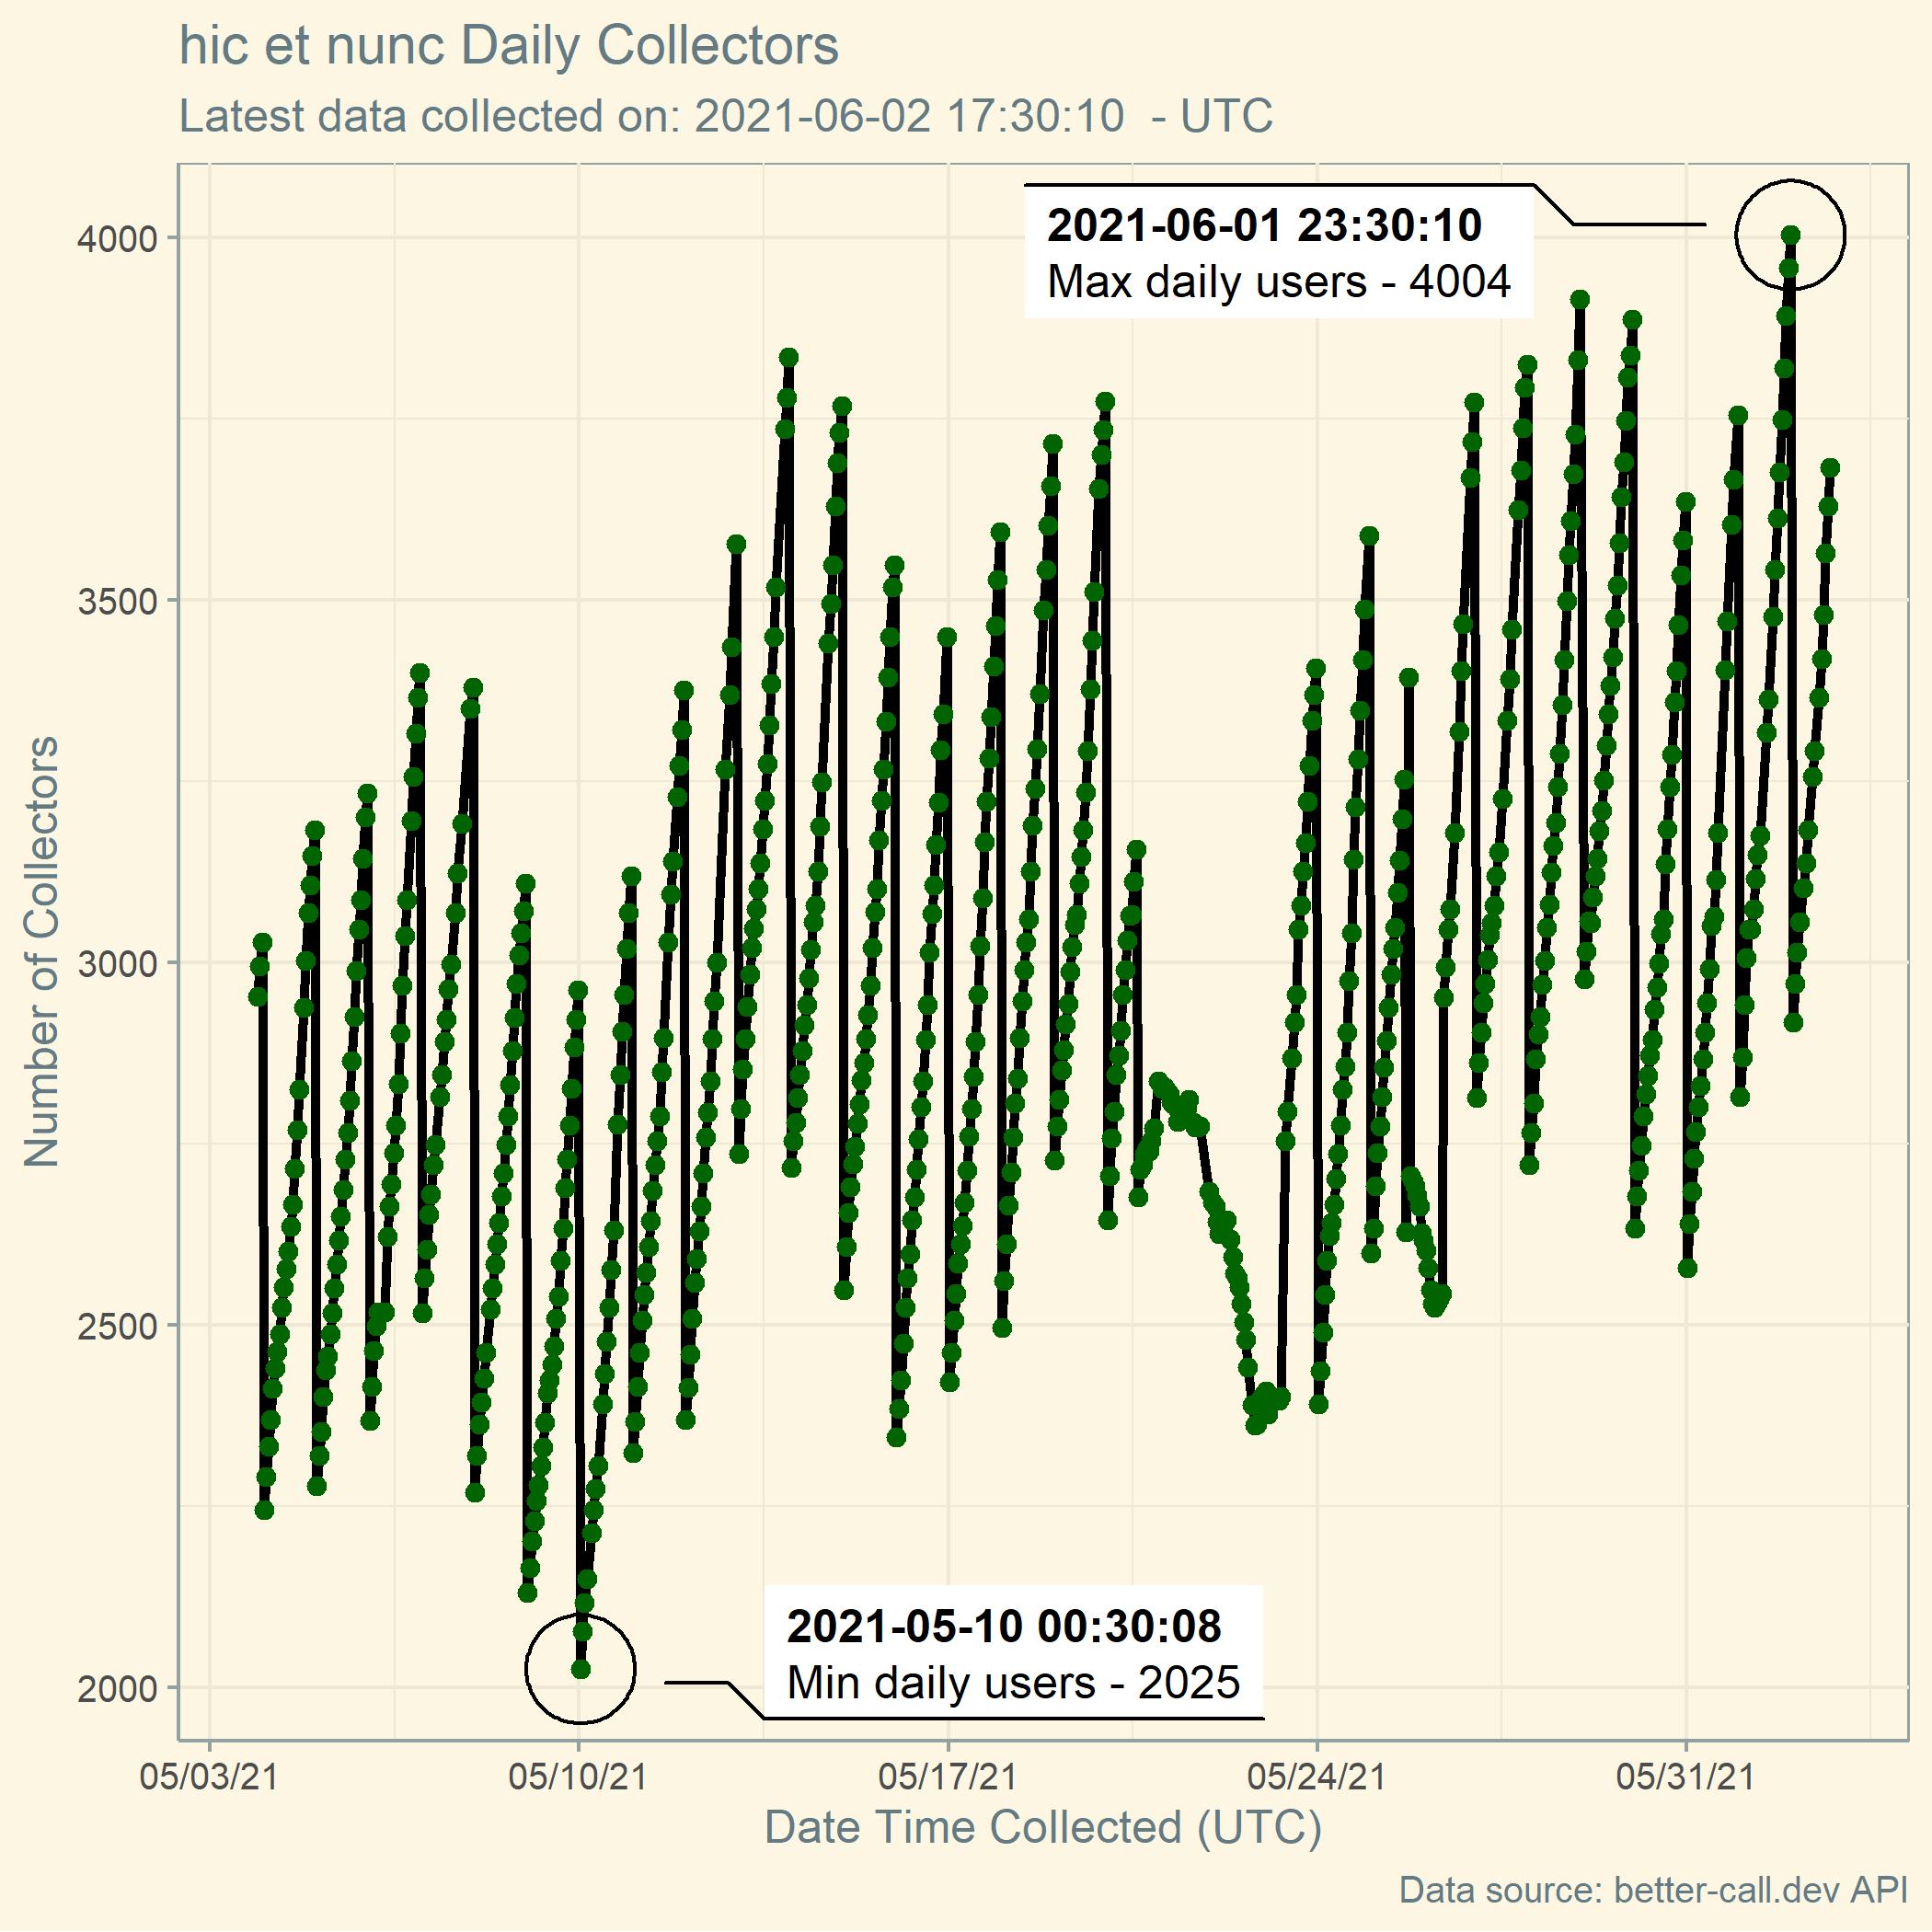 hic et nunc Daily Collectors
Latest data collected on: 2021-06-02 17:30:10  - UTC
2021-06-01 23:30:10
Max daily users - 4004
4000
3500
3000
2500
2000
Number of Collectors
2021-05-10 00:30:08
Min daily users - 2025
05/03/21
05/10/21
05/17/21
05/24/21
05/31/21
Date Time Collected (UTC)
Data source: better-call.dev API